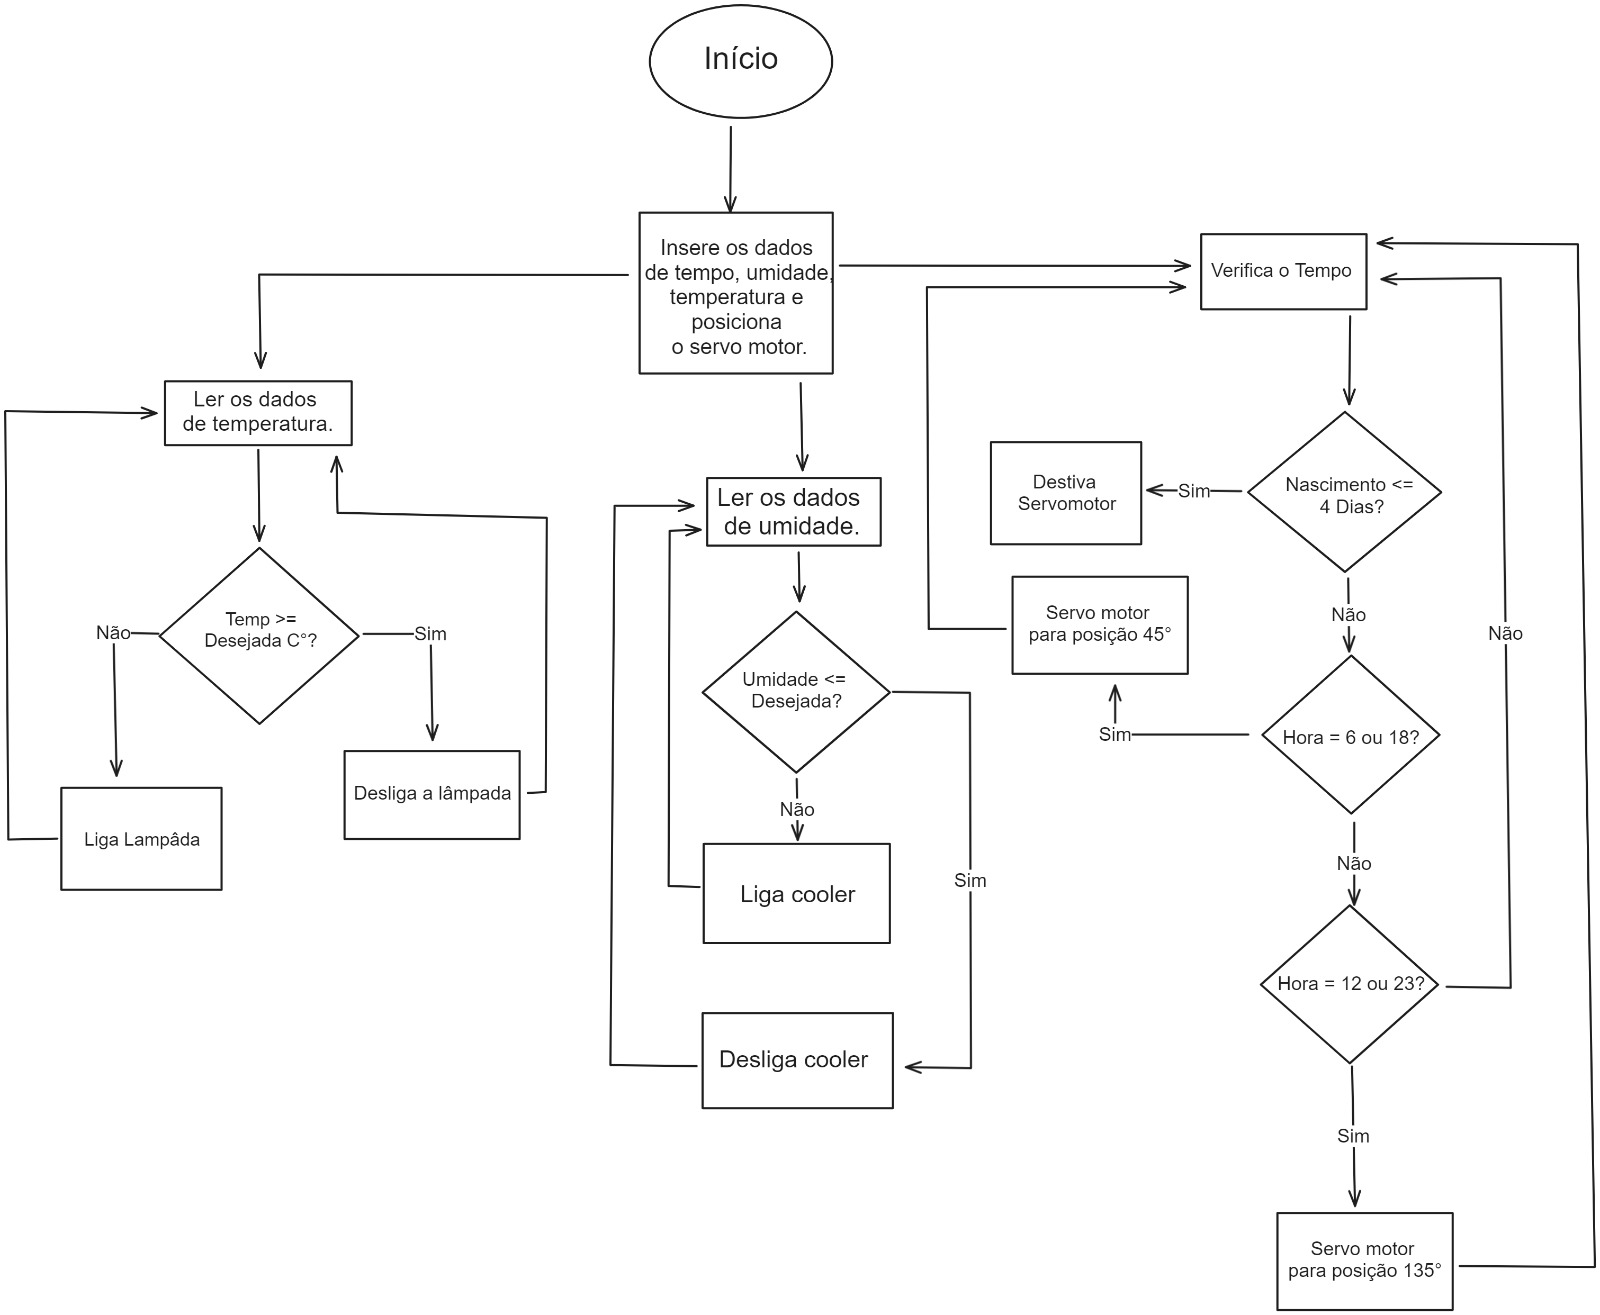 Início
Insere os dados
de tempo, umidade,
temperatura e
posiciona
o servo motor.
Verifica o Tempo
Ler os dados
de temperatura.
Temp >=
Desejada C°?
Não
Sim
Liga Lampâda
Desliga a lâmpada
Ler os dados
de umidade.
Umidade <=
Desejada?
Não
Sim
Liga cooler
Desliga cooler
Nascimento <=
4 Dias?
Sim
Destiva
Servomotor
Não
Hora = 6 ou 18?
Sim
Servo motor
para posição 45°
Não
Hora = 12 ou 23?
Não
Sim
Servo motor
para posição 135°